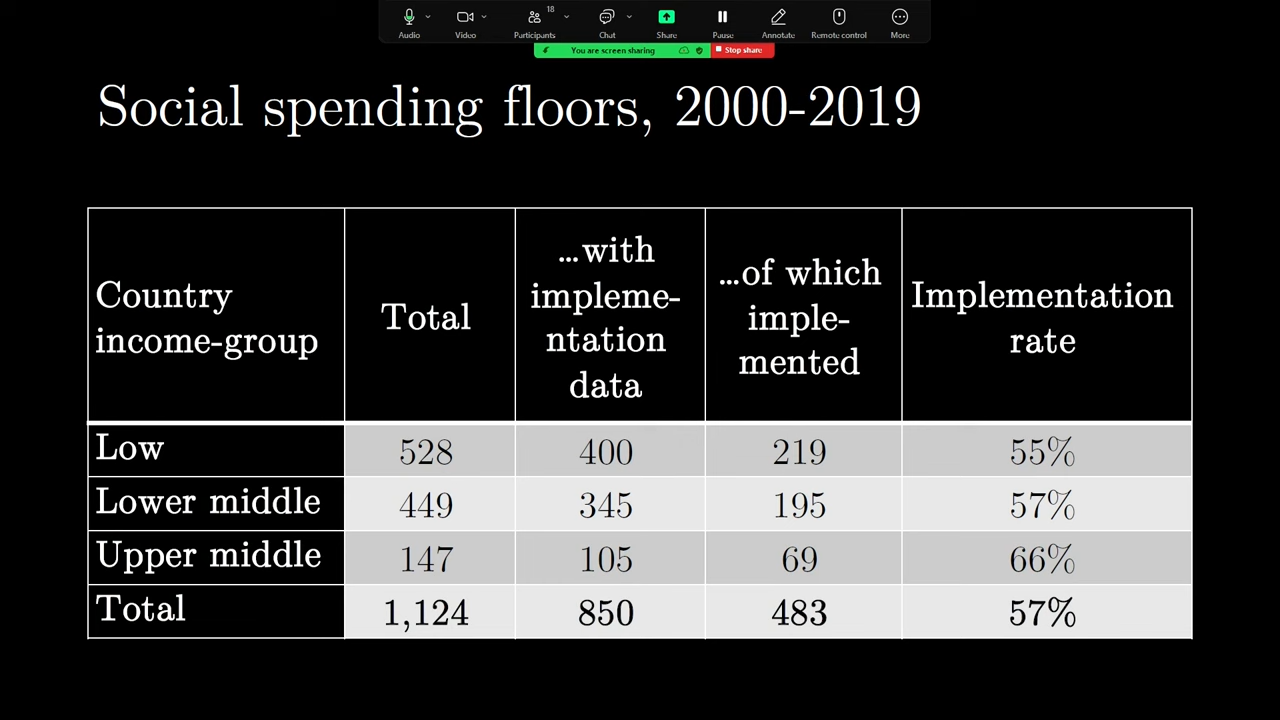 18
Audio Video Participants Chat Share Pause Annotate Remote control More
You are screen sharing Stop share
Social spending floors, 2000-2019
Country
income-group
Total
...with
impleme-
ntation
data
...of which
imple-
mented
Implementation
rate
Low 528 400 219 55%
Lower middle 449 345 195 57%
Upper middle 147 105 69 66%
Total 1,124 850 483 57%